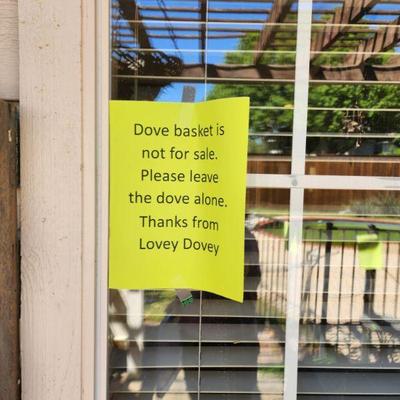 Dove basket is
not for sale.
Please leave
the dove alone.
Thanks from
Lovey Dovey